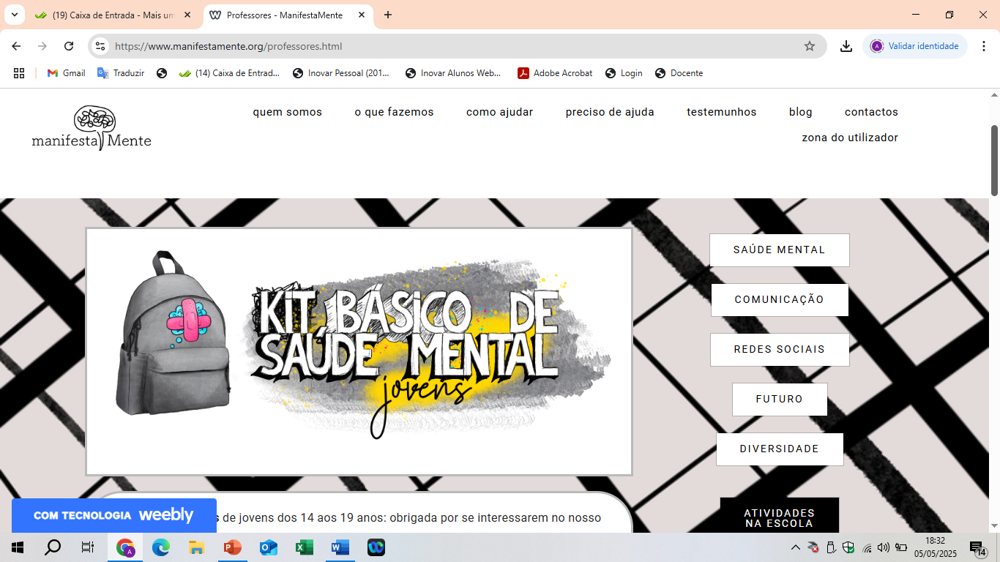 (19) Caixa de Entrada - Mais um
Professores - ManifestaMente
https://www.manifestamente.org/professores.html
A
Validar identidade
Gmail
Traduzir
(14) Caixa de Entrad...
Inovar Pessoal (201...
Inovar Alunos Web...
Adobe Acrobat
Login
Docente
manifesta Mente
quem somos
o que fazemos
como ajudar
preciso de ajuda
testemunhos
blog
contactos
zona do utilizador
KIT BÁSICO DE
SAÚDE MENTAL
jovens
SAÚDE MENTAL
COMUNICAÇÃO
REDES SOCIAIS
FUTURO
DIVERSIDADE
ATIVIDADES
NA ESCOLA
COM TECNOLOGIA weebly
s de jovens dos 14 aos 19 anos: obrigada por se interessarem no nosso
18:32
05/05/2025
14